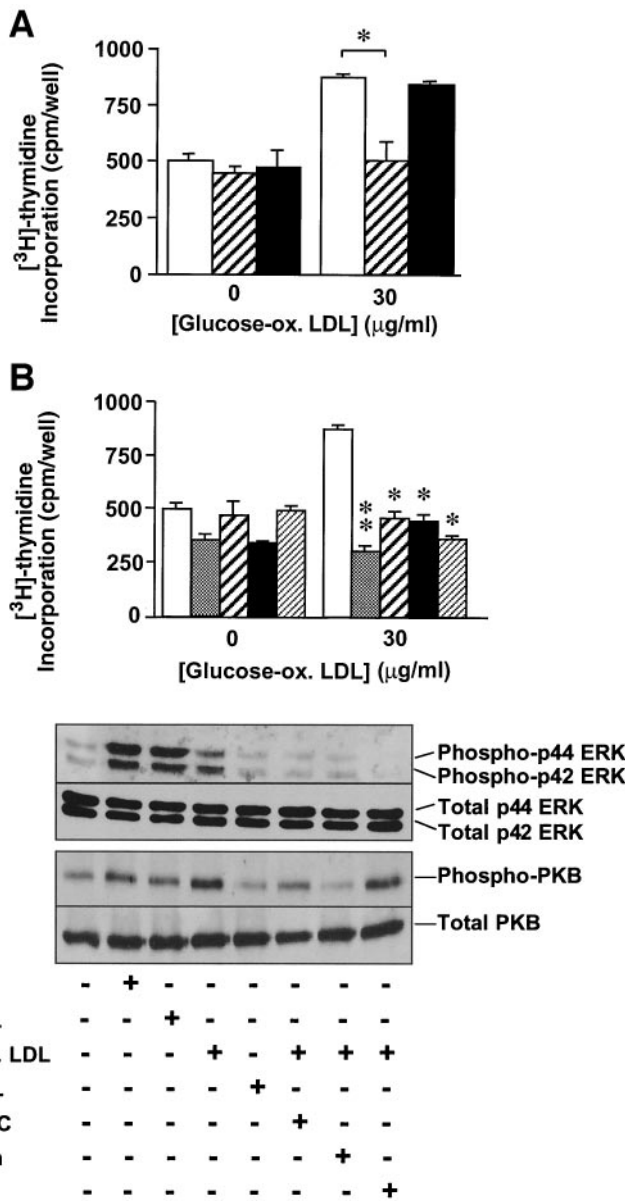 A
[³H]-thymidine
Incorporation (cpm/well)
1000
750
500
250
0
*
0
30
[Glucose-ox. LDL] (μg/ml)
B
[³H]-thymidine
Incorporation (cpm/well)
1000
750
500
250
0
*
*
*
*
*
0
30
[Glucose-ox. LDL] (μg/ml)
Phospho-p44 ERK
Phospho-p42 ERK
Total p44 ERK
Total p42 ERK
Phospho-PKB
Total PKB
- + - - - - - -
- - + - - - - -
. LDL - - - + - + + +
- - - - + - - -
C - - - - - + - -
- - - - - - + -
- - - - - - - +